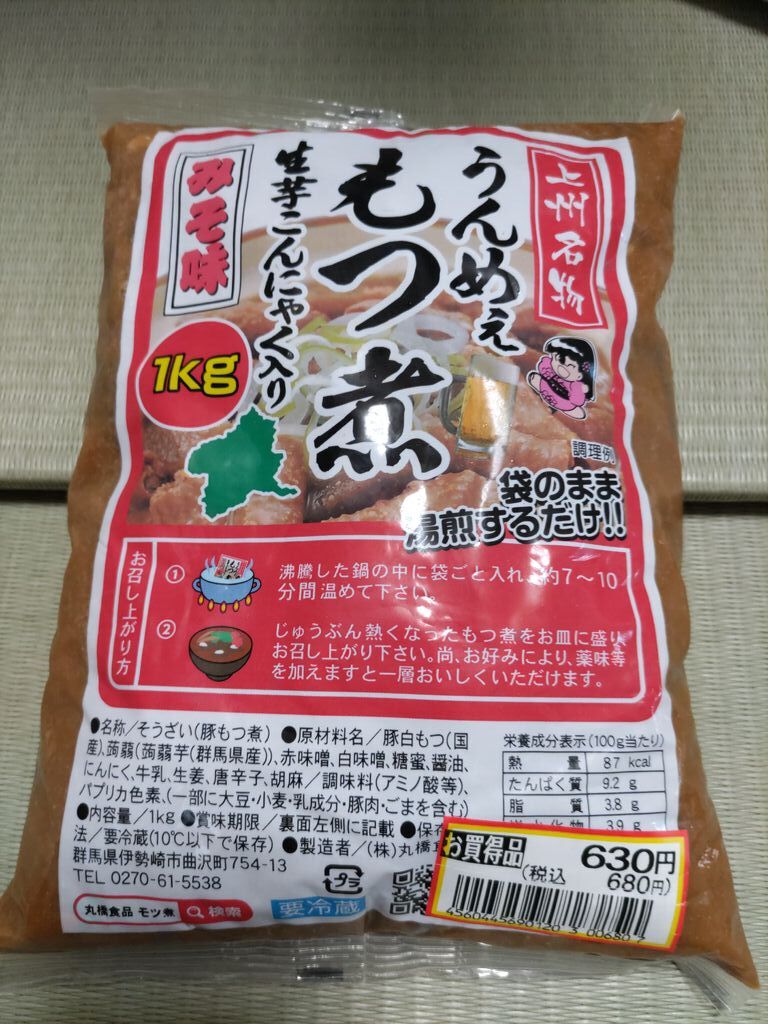 上州名物
うんめぇ
もつ煮
生芋こんにゃく入り
みそ味
1kg
調理例
袋のまま
湯煎するだけ!!
お召し上がり方
①
沸騰した鍋の中に袋ごと入れ、約7〜10
分間温めて下さい。
②
じゅうぶん熱くなったもつ煮をお皿に盛り
お召し上がり下さい。尚、お好みにより、薬味等
を加えますと一層おいしくいただけます。
●名称/そうざい(豚もつ煮) ●原材料名/豚白もつ(国
産)、蒟蒻(蒟蒻芋(群馬県産))、赤味噌、白味噌、糖蜜、醤油、
にんにく、牛乳、生姜、唐辛子、胡麻/調味料(アミノ酸等)、
パプリカ色素、(一部に大豆・小麦・乳成分・豚肉・ごまを含む)
●内容量/1kg ●賞味期限/裏面左側に記載 ●保存
法/要冷蔵(10℃以下で保存) ●製造者/(株)丸橋
群馬県伊勢崎市曲沢町754-13
TEL 0270-61-5538
丸橋食品 モツ煮 検索
要冷蔵
プラ
栄養成分表示(100g当たり)
熱量 87 kcal
たんぱく質 9.2 g
脂質 3.8 g
炭水化物 3.9 g
お買得品
630円
(税込 680円)
4560445690120 3 006807